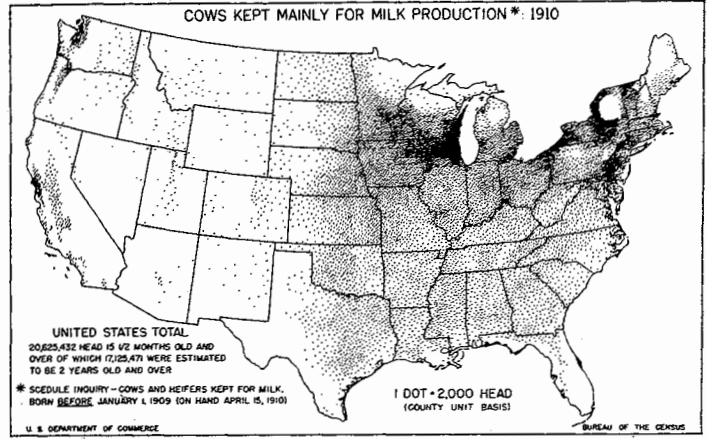 COWS KEPT MAINLY FOR MILK PRODUCTION*: 1910
UNITED STATES TOTAL
20,625,432 HEAD 15 1/2 MONTHS OLD AND
OVER OF WHICH 17,125,471 WERE ESTIMATED
TO BE 2 YEARS OLD AND OVER
* SCEDULE INQUIRY – COWS AND HEIFERS KEPT FOR MILK,
BORN BEFORE JANUARY 1, 1909 (ON HAND APRIL 15, 1910)
1 DOT = 2,000 HEAD
(COUNTY UNIT BASIS)
U. S. DEPARTMENT OF COMMERCE
BUREAU OF THE CENSUS